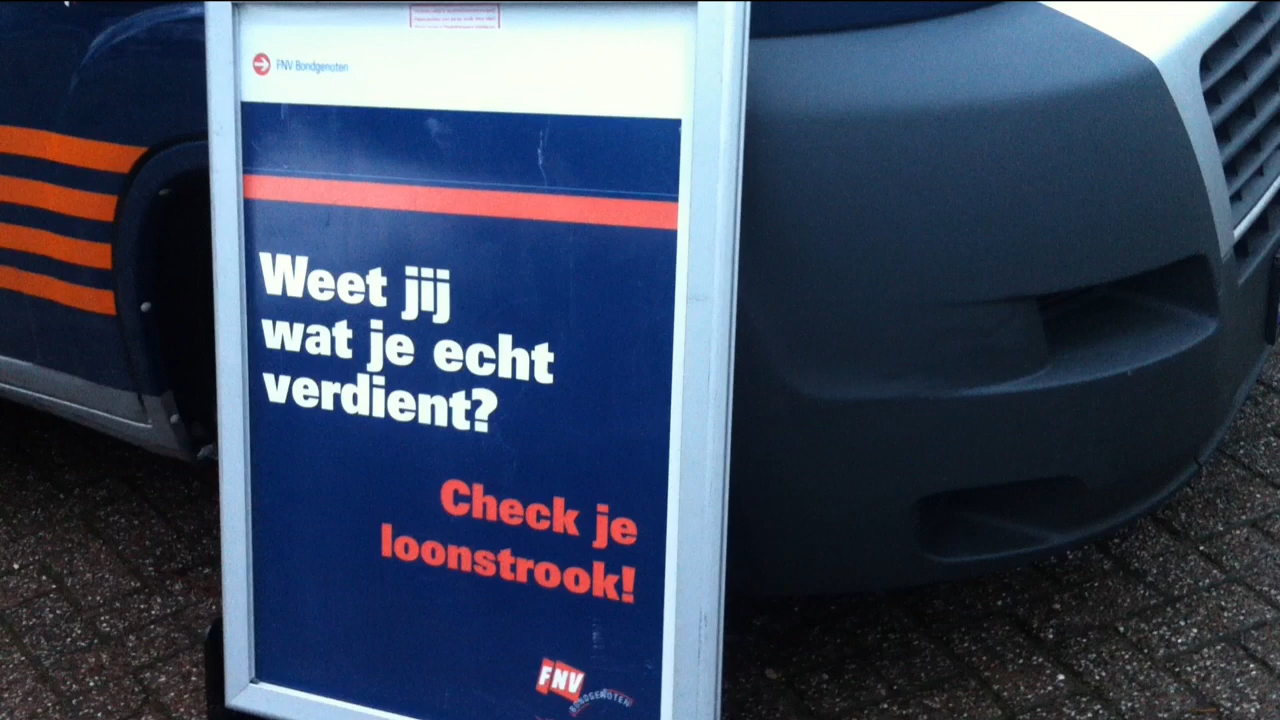 FNV Bondgenoten
Weet jij
wat je echt
verdient?
Check je
loonstrook!
FNV
BONDGENOTEN